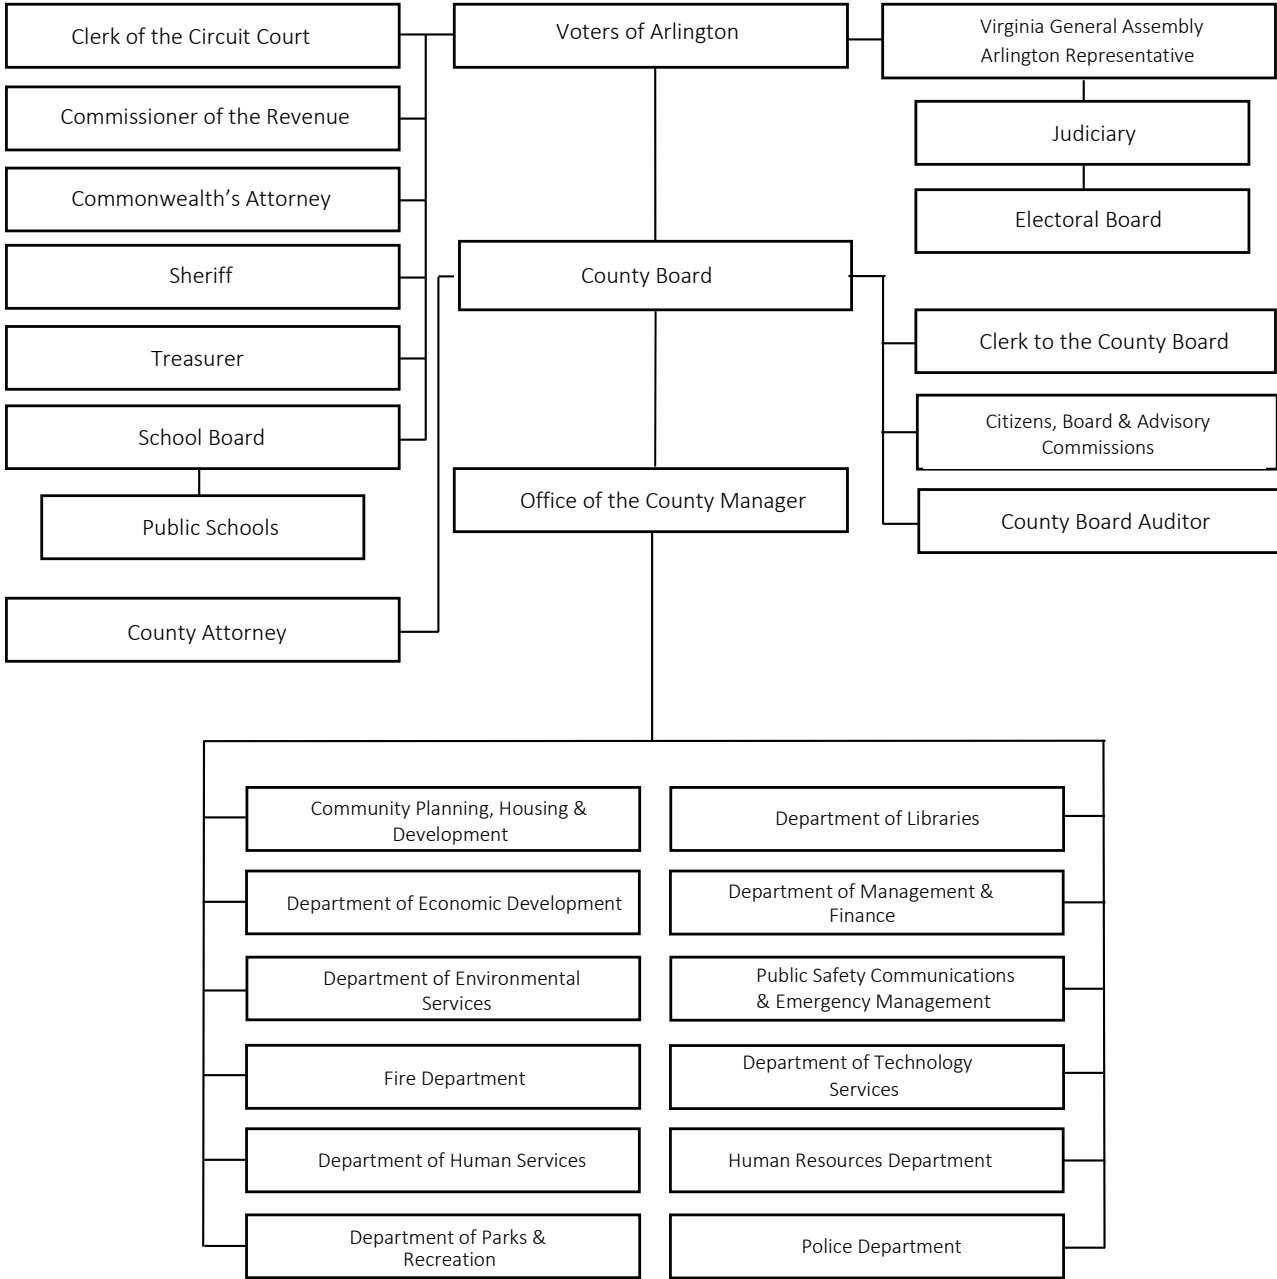 Clerk of the Circuit Court
Voters of Arlington
Virginia General Assembly
Arlington Representative
Commissioner of the Revenue
Judiciary
Commonwealth’s Attorney
Electoral Board
Sheriff
County Board
Treasurer
Clerk to the County Board
School Board
Citizens, Board & Advisory
Commissions
Public Schools
Office of the County Manager
County Board Auditor
County Attorney
Community Planning, Housing &
Development
Department of Libraries
Department of Economic Development
Department of Management &
Finance
Department of Environmental
Services
Public Safety Communications
& Emergency Management
Fire Department
Department of Technology
Services
Department of Human Services
Human Resources Department
Department of Parks &
Recreation
Police Department